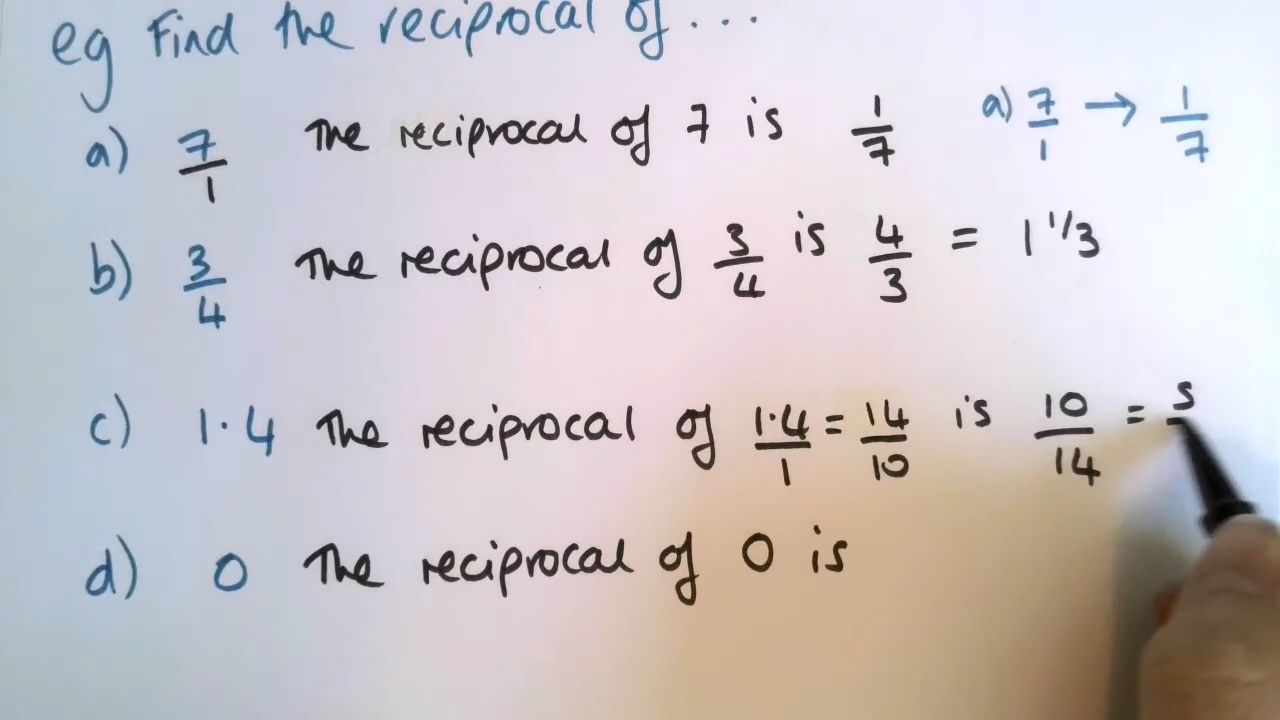 eg Find the reciprocal of ...
a) 7/1 The reciprocal of 7 is 1/7 a) 7/1 → 1/7
b) 3/4 The reciprocal of 3/4 is 4/3 = 1 1/3
c) 1·4 The reciprocal of 1·4/1 = 14/10 is 10/14 = 5/
d) 0 The reciprocal of 0 is